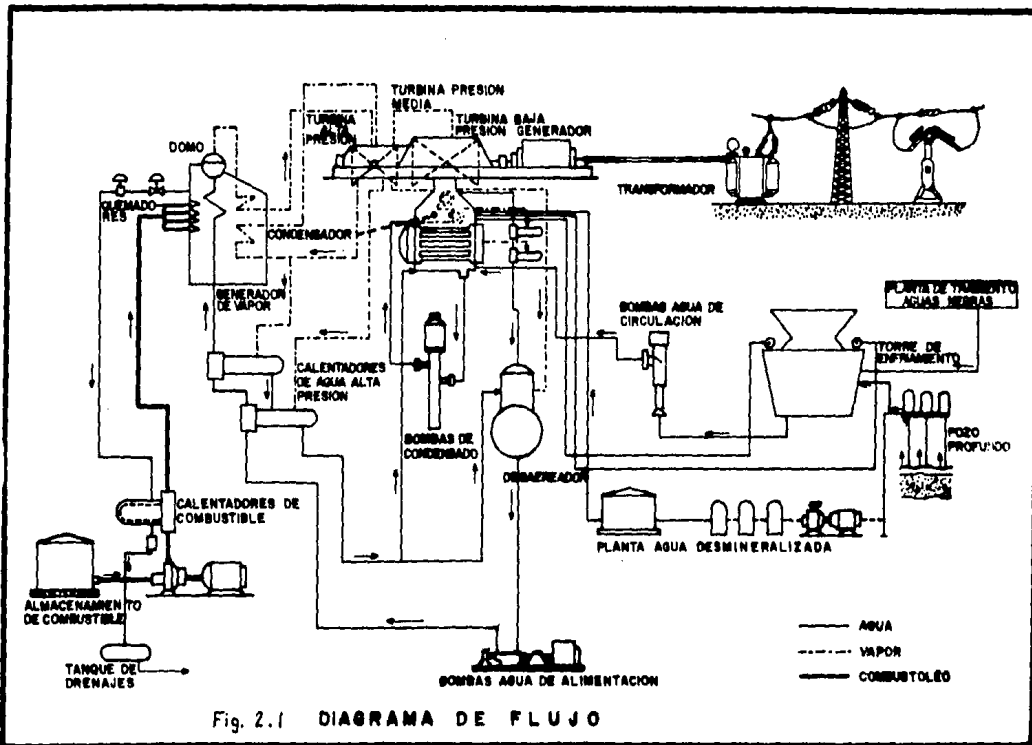 TURBINA PRESION
MEDIA
TURBINA
ALTA
PRESION
TURBINA BAJA
PRESION GENERADOR
DOMO
QUEMADO
RES
CONDENSADOR
TRANSFORMADOR
GENERADOR
DE VAPOR
BOMBAS AGUA DE
CIRCULACION
PLANTA DE
AGUAS NEGRAS
TORRE DE
ENFRIAMIENTO
CALENTADORES
DE AGUA ALTA
PRESION
BOMBAS DE
CONDENSADO
DESAEREADOR
POZO
PROFUNDO
CALENTADORES DE
COMBUSTIBLE
PLANTA AGUA DESMINERALIZADA
ALMACENAMIENTO
DE COMBUSTIBLE
TANQUE DE
DRENAJES
BOMBAS AGUA DE ALIMENTACION
AGUA
VAPOR
COMBUSTOLEO
Fig. 2.1 DIAGRAMA DE FLUJO